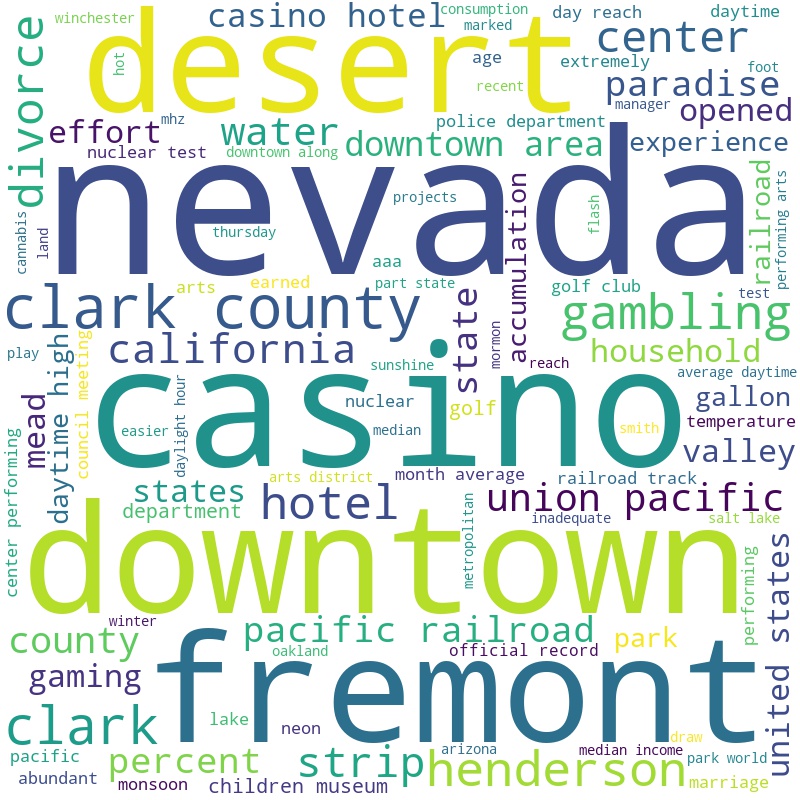 winchester
casino hotel
consumption
marked
day reach
daytime
desert
center
hot
age
extremely
foot
divorce
recent
paradise
manager
opened
effort
mhz
water
police department
nuclear test
downtown along
downtown area
experience
nevada
railroad
performing arts
projects
flash
cannabis
land
thursday
accumulation
aaa
arts
earned
part state
golf club
test
clark county
state
gambling
california
mormon
household
play
daytime high
council meeting
sunshine
reach
average daytime
casino
mead
daylight hour
nuclear
golf
gallon
easier
median
smith
temperature
valley
center performing
arts district
month average
railroad track
states
hotel
union pacific
department
metropolitan
inadequate
salt lake
downtown
performing
united states
winter
pacific railroad
park
county
oakland
official record
fremont
gaming
clark
lake
neon
draw
pacific
percent
strip
arizona
median income
park world
henderson
abundant
monsoon
children museum
marriage